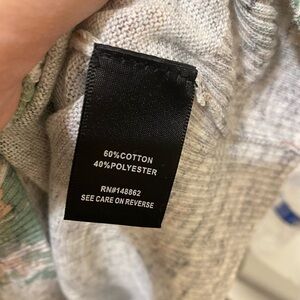 60%COTTON
40%POLYESTER
RN#148862
SEE CARE ON REVERSE